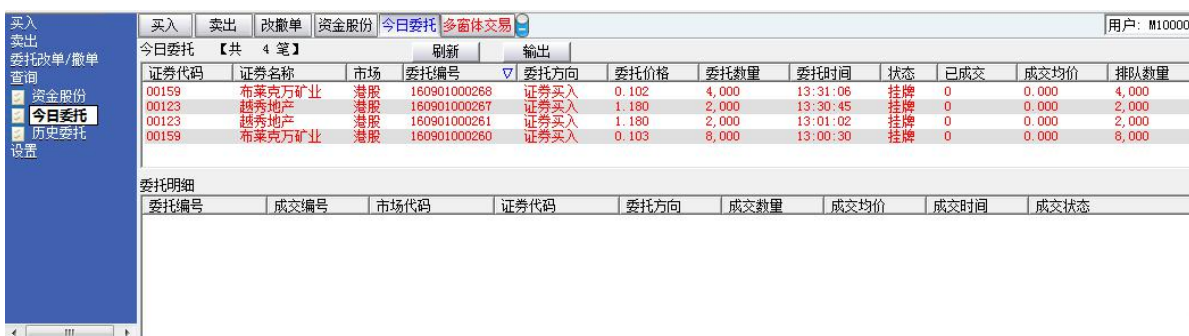 买入 卖出 改撤单 资金股份 今日委托 多窗体交易 用户: M10000
买入
卖出
委托改单/撤单
查询
资金股份
今日委托
历史委托
设置
今日委托 【共 4 笔】 刷新 输出
证券代码 证券名称 市场 委托编号 委托方向 委托价格 委托数量 委托时间 状态 已成交 成交均价 排队数量
00159 布莱克万矿业 港股 160901000268 证券买入 0.102 4,000 13:31:06 挂牌 0 0.000 4,000
00123 越秀地产 港股 160901000267 证券买入 1.180 2,000 13:30:45 挂牌 0 0.000 2,000
00123 越秀地产 港股 160901000261 证券买入 1.180 2,000 13:01:02 挂牌 0 0.000 2,000
00159 布莱克万矿业 港股 160901000260 证券买入 0.103 8,000 13:00:30 挂牌 0 0.000 8,000
委托明细
委托编号 成交编号 市场代码 证券代码 委托方向 成交数量 成交均价 成交时间 成交状态